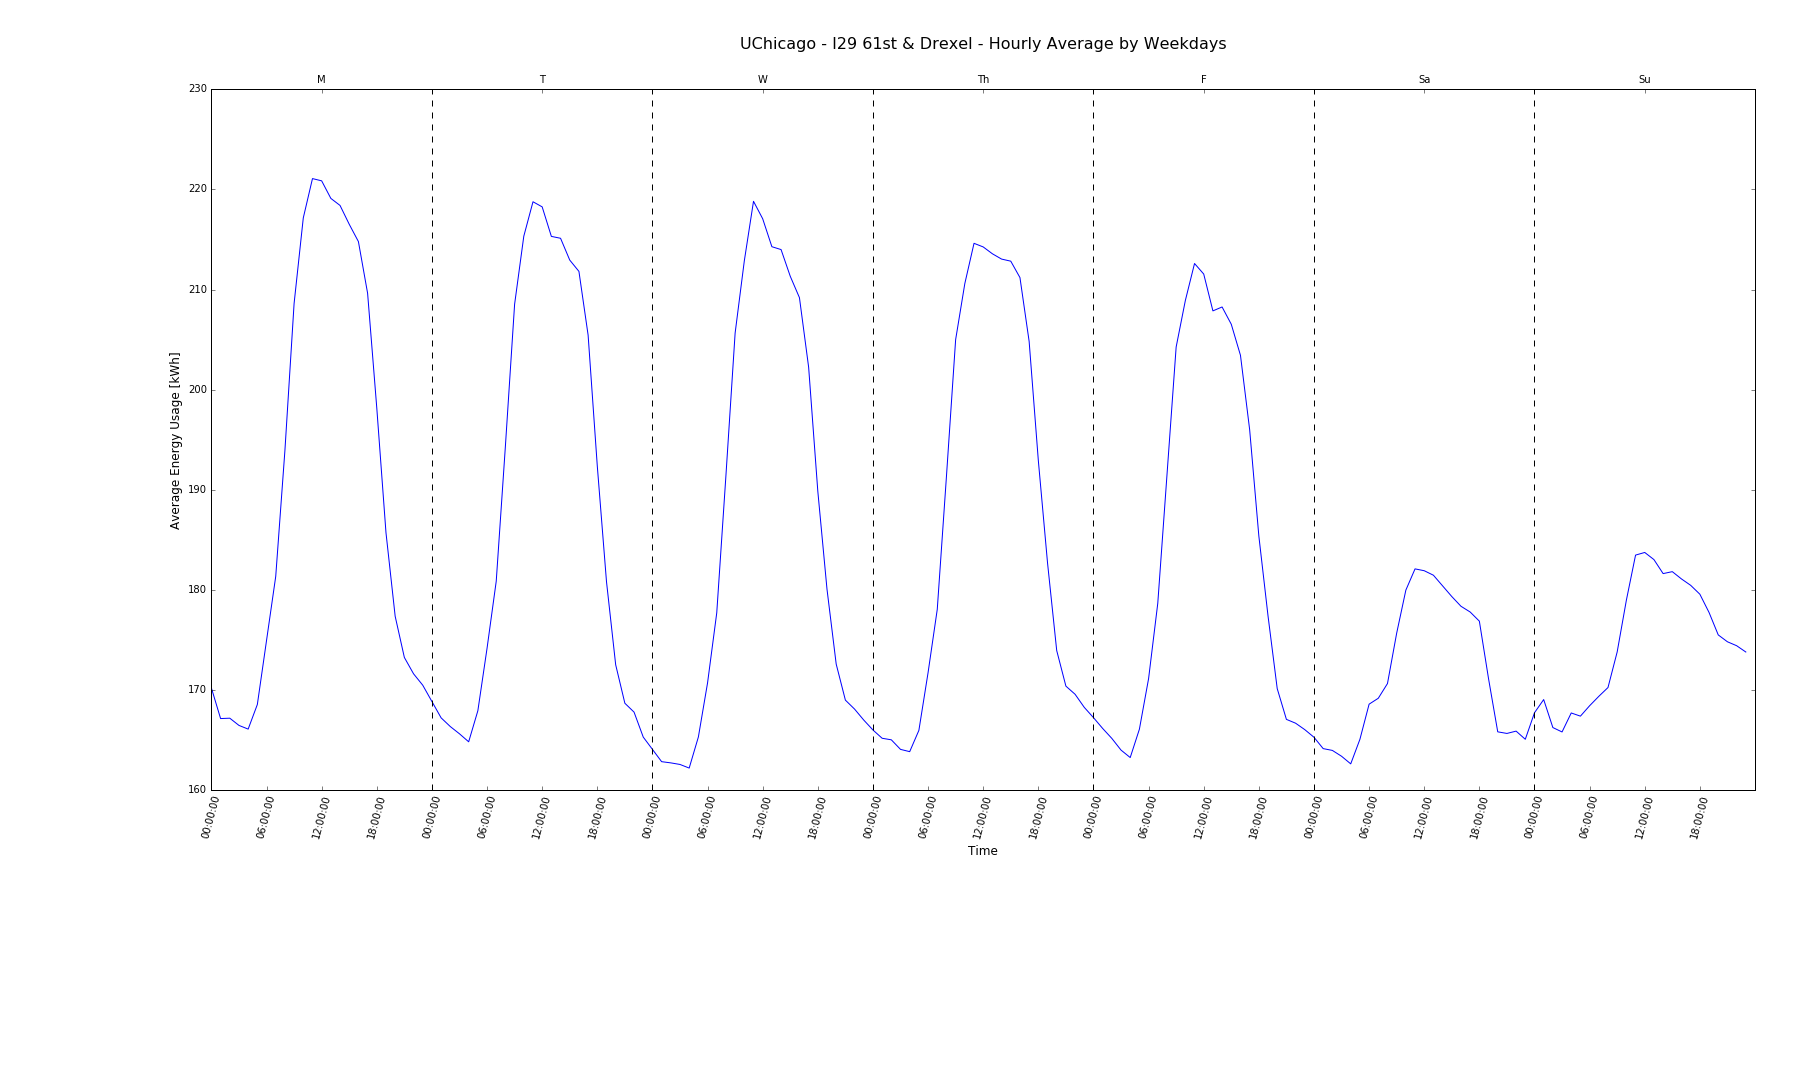 UChicago - I29 61st & Drexel - Hourly Average by Weekdays
M T W Th F Sa Su
230
220
210
200
190
180
170
160
Average Energy Usage [kWh]
00:00:00 06:00:00 12:00:00 18:00:00 00:00:00 06:00:00 12:00:00 18:00:00 00:00:00 06:00:00 12:00:00 18:00:00 00:00:00 06:00:00 12:00:00 18:00:00 00:00:00 06:00:00 12:00:00 18:00:00 00:00:00 06:00:00 12:00:00 18:00:00 00:00:00 06:00:00 12:00:00 18:00:00
Time